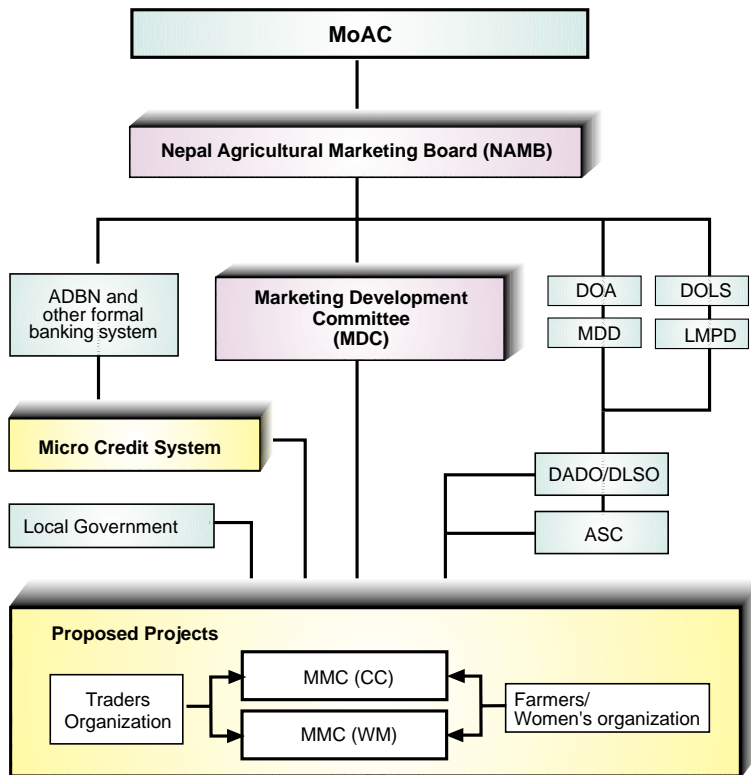 MoAC
Nepal Agricultural Marketing Board (NAMB)
ADBN and
other formal
banking system
Marketing Development
Committee
(MDC)
DOA
DOLS
MDD
LMPD
Micro Credit System
DADO/DLSO
Local Government
ASC
Proposed Projects
MMC (CC)
Traders
Organization
Farmers/
Women's organization
MMC (WM)